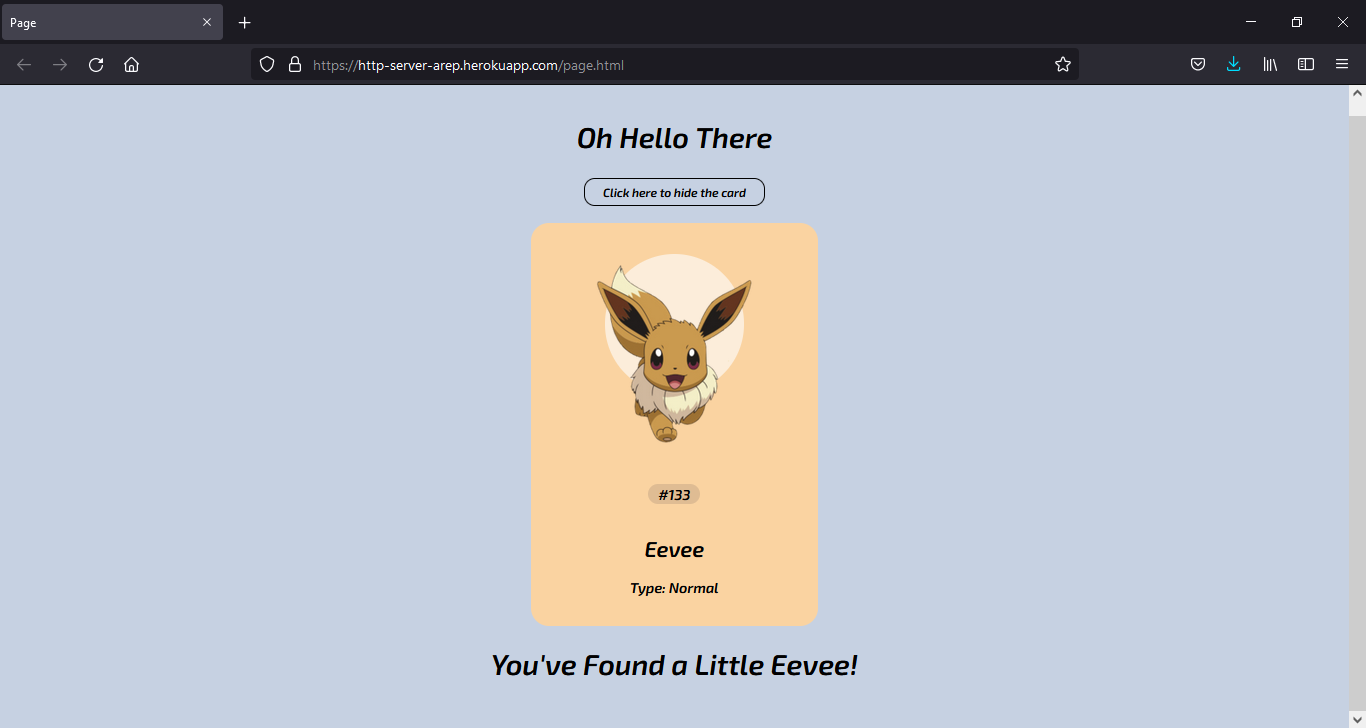 Page
https://http-server-arep.herokuapp.com/page.html
Oh Hello There
Click here to hide the card
#133
Eevee
Type: Normal
You've Found a Little Eevee!